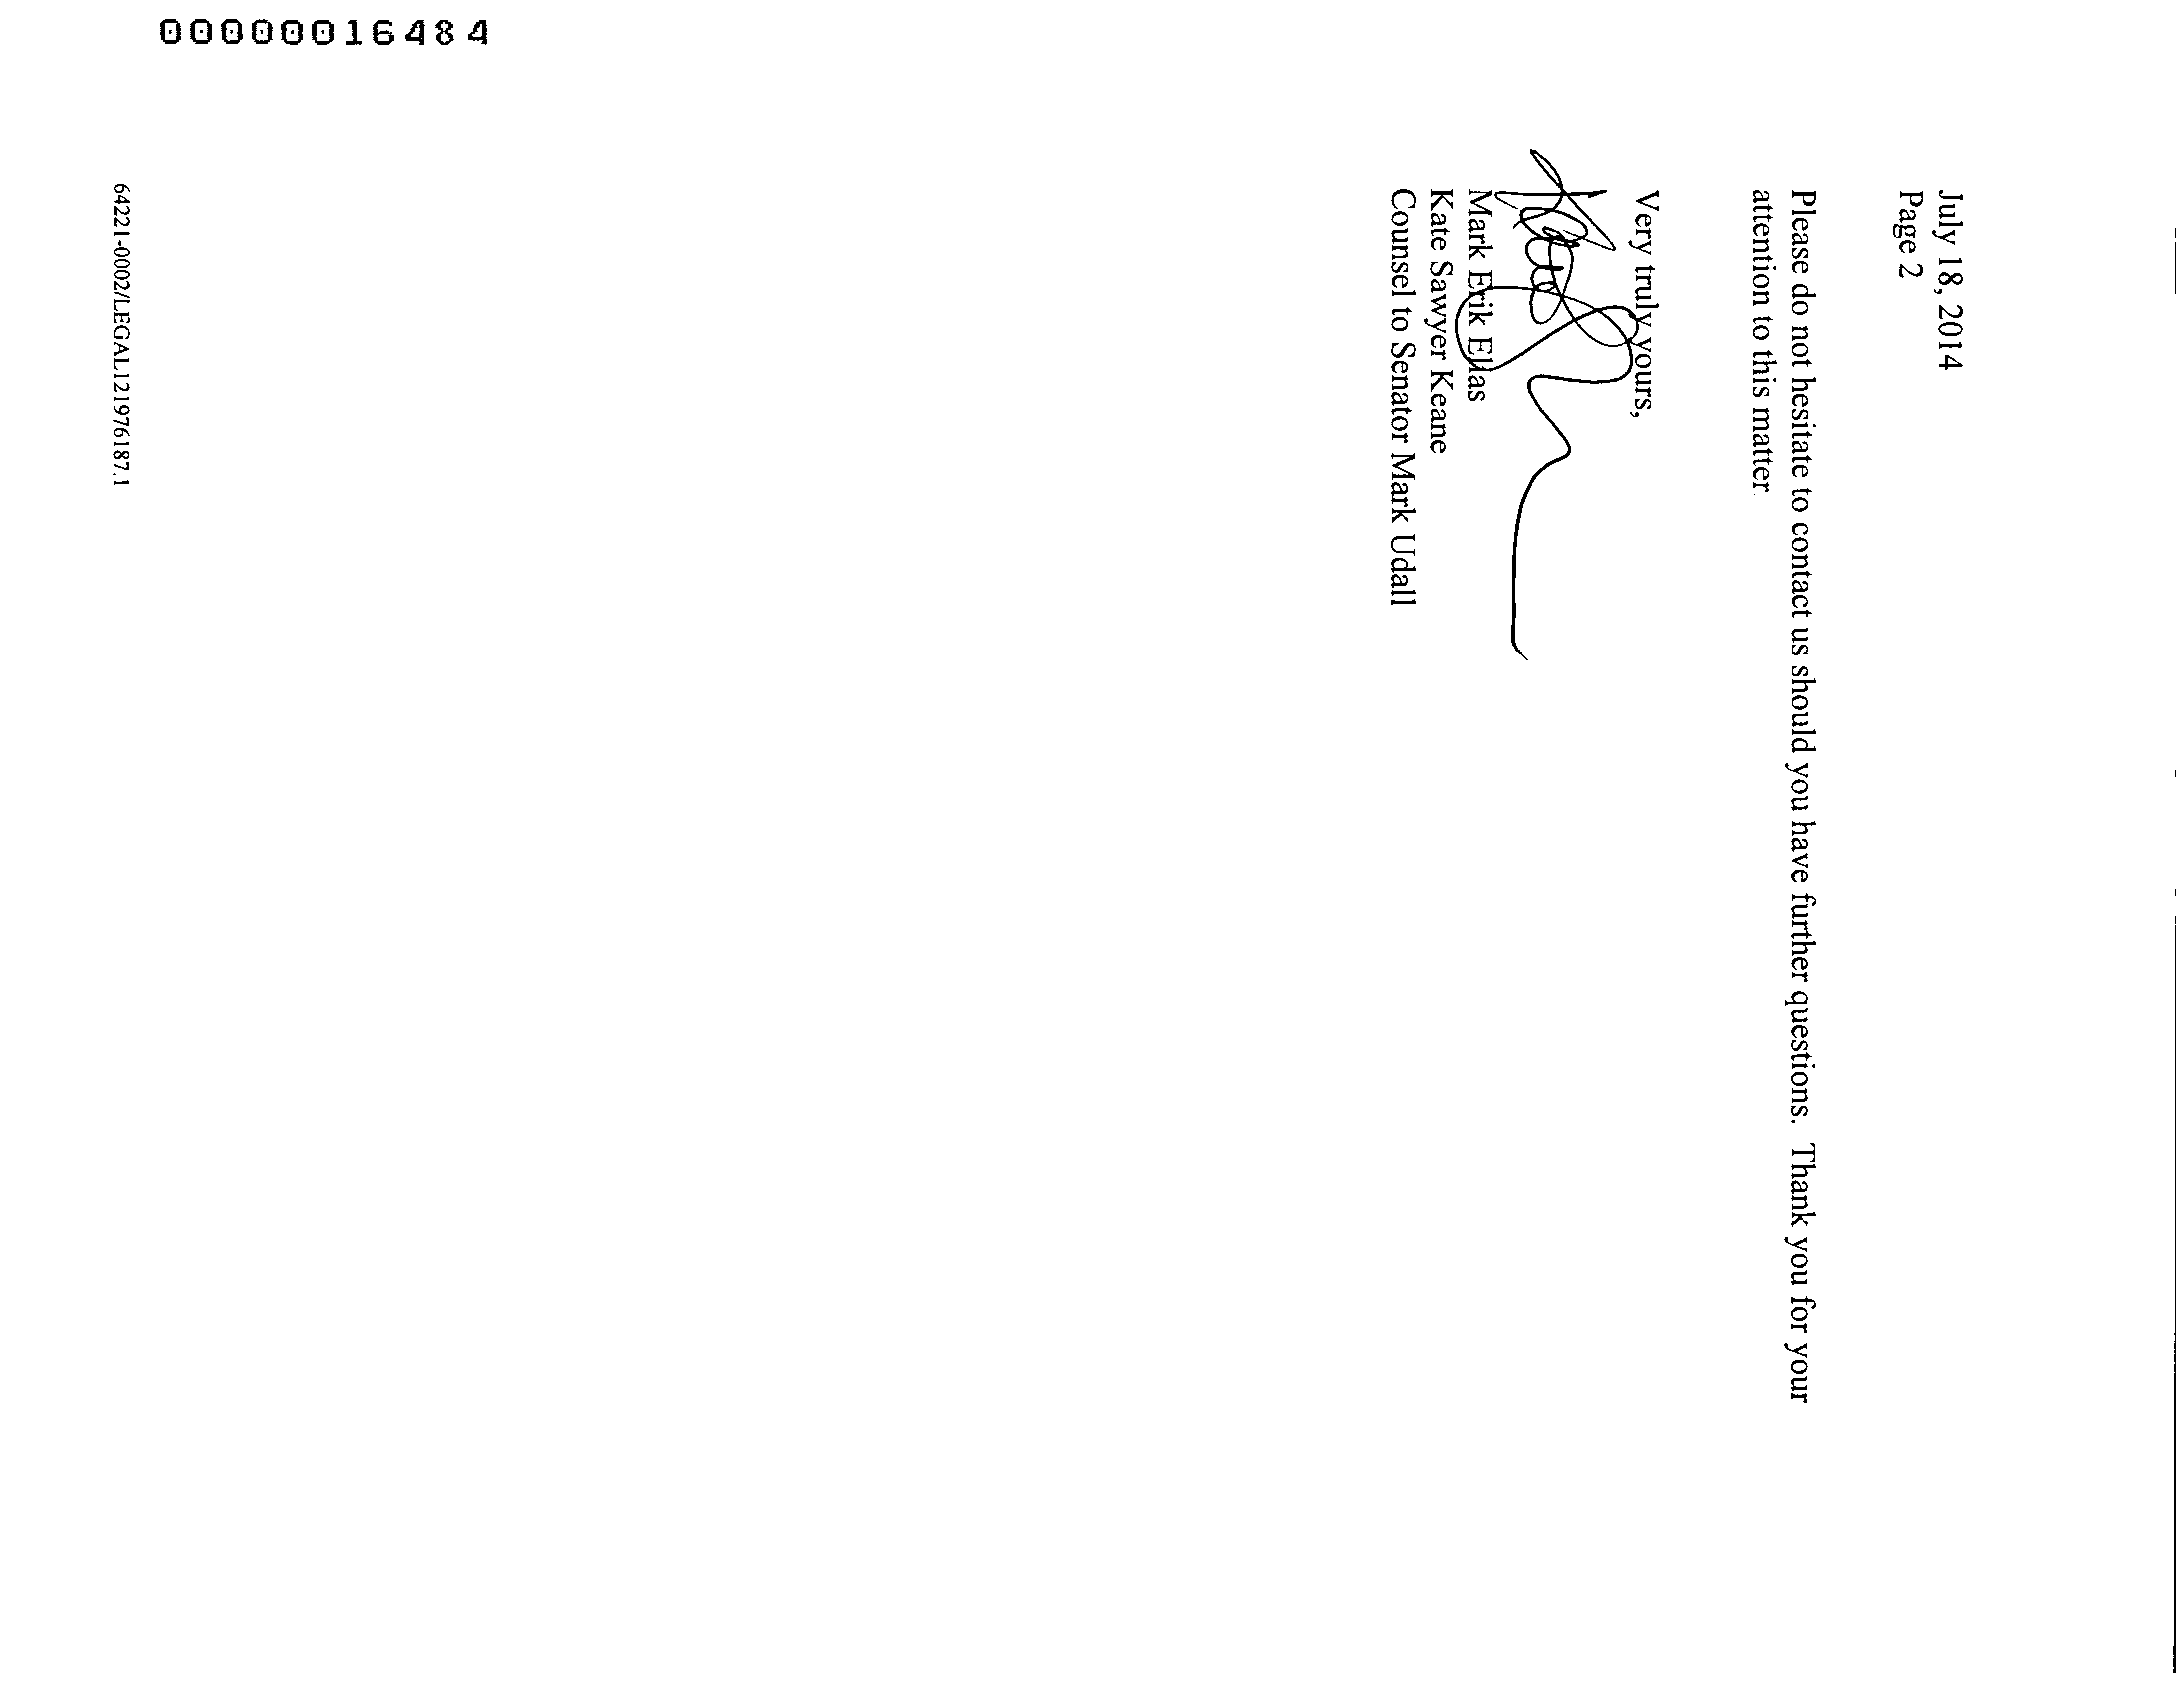 July 18, 2014
Page 2
Please do not hesitate to contact us should you have further questions.  Thank you for your
attention to this matter.
Very truly yours,
Mark Erik Elias
Kate Sawyer Keane
Counsel to Senator Mark Udall
64221-0002/LEGAL121976187.1
00000016484